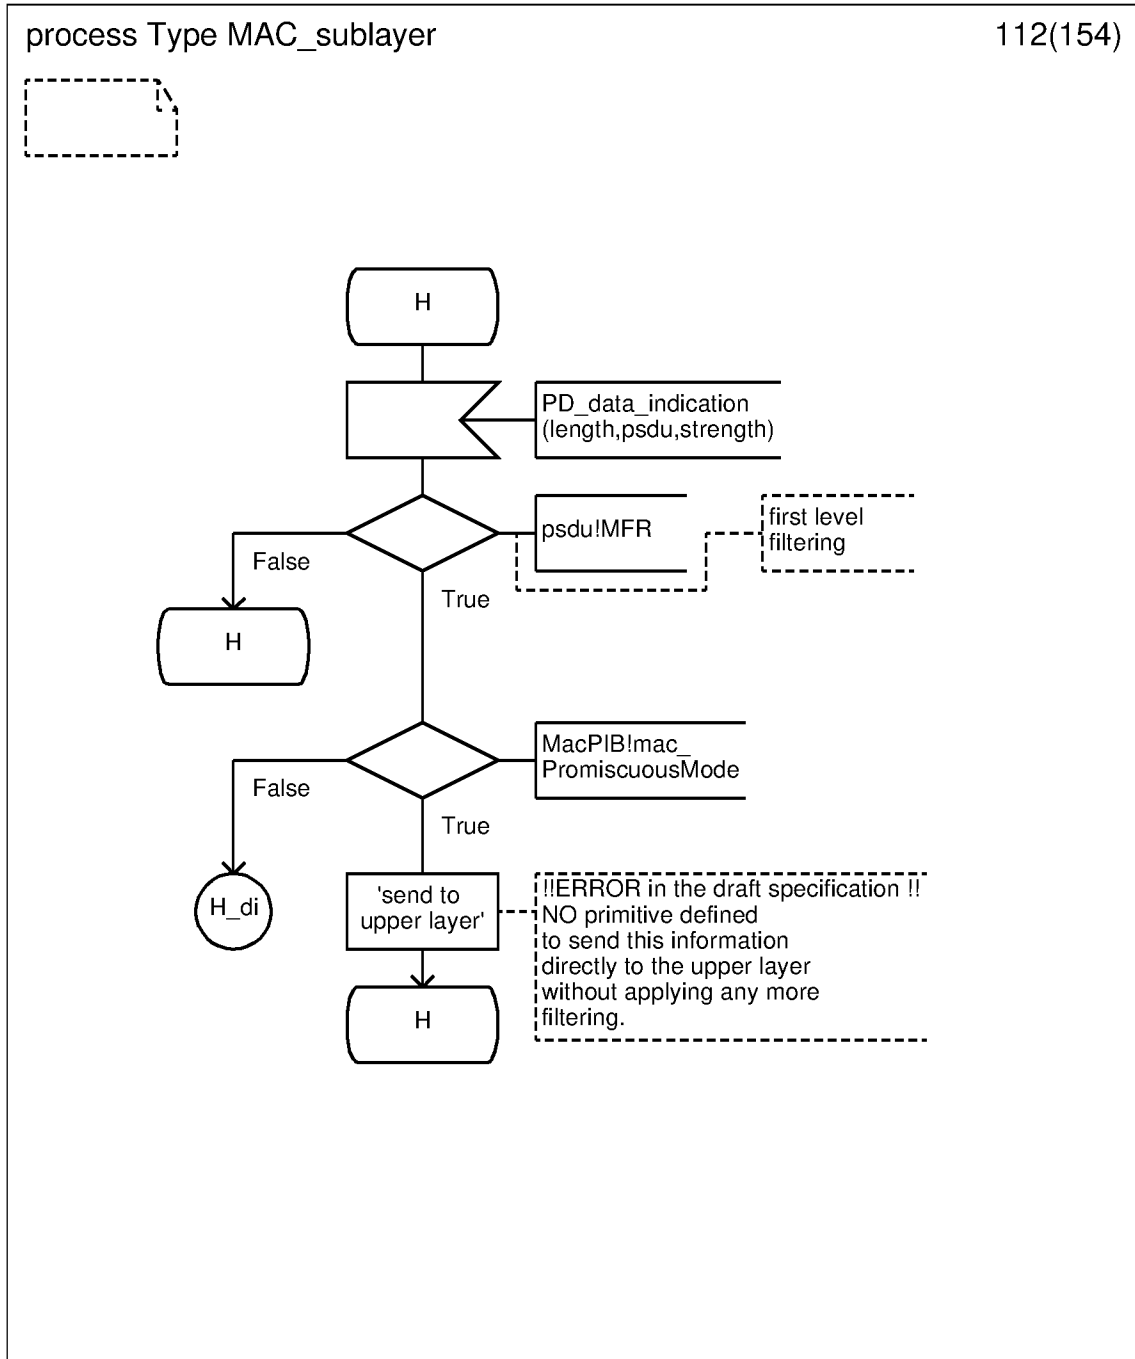 process Type MAC_sublayer
112(154)
H
PD_data_indication
(length,psdu,strength)
psdu!MFR
first level
filtering
False
True
H
MacPIB!mac_
PromiscuousMode
False
True
H_di
'send to
upper layer'
!!ERROR in the draft specification !!
NO primitive defined
to send this information
directly to the upper layer
without applying any more
filtering.
H